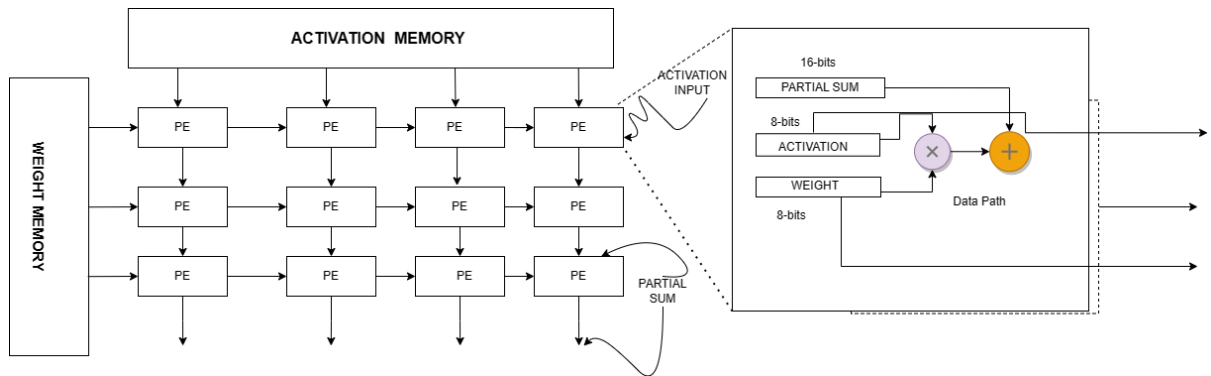 ACTIVATION MEMORY
WEIGHT MEMORY
PE PE PE PE
PE PE PE PE
PE PE PE PE
ACTIVATION
INPUT
PARTIAL
SUM
16-bits
PARTIAL SUM
8-bits
ACTIVATION
WEIGHT
8-bits
×
+
Data Path